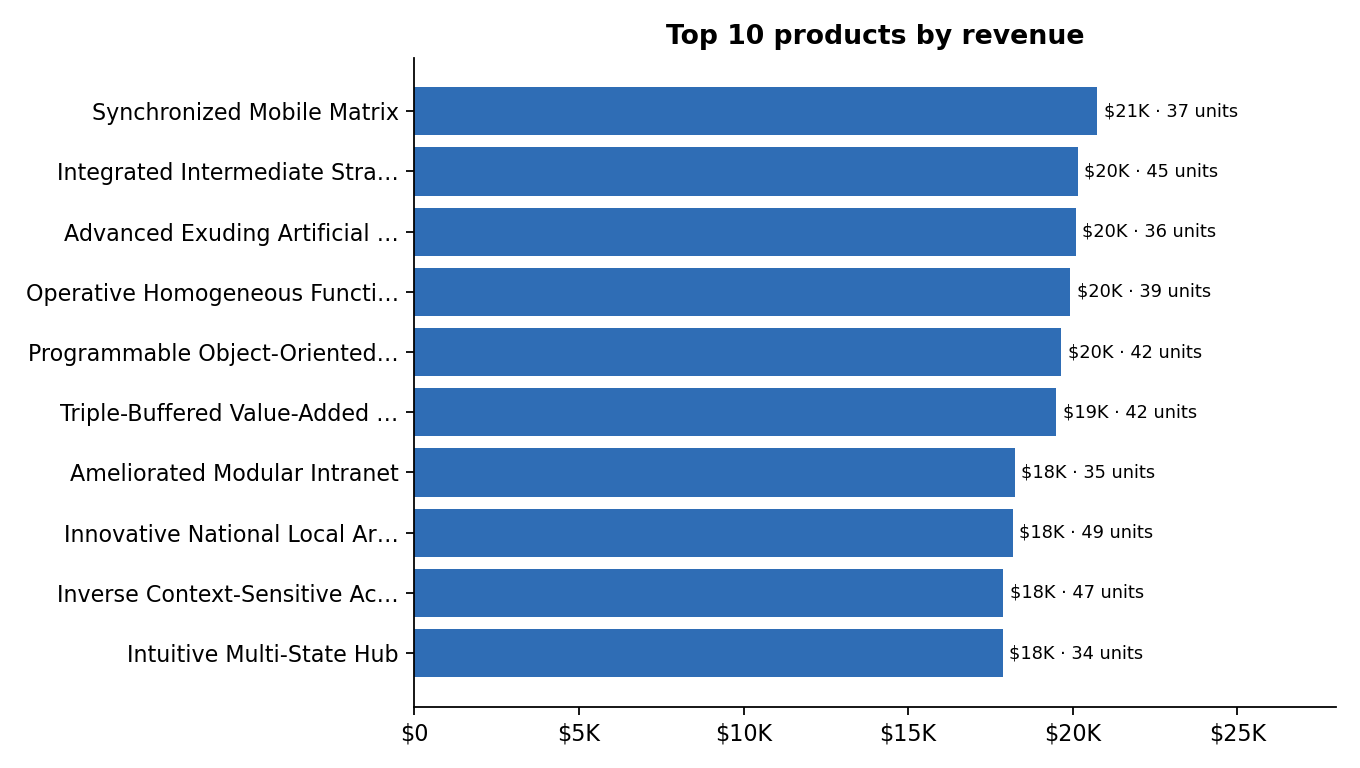 Top 10 products by revenue
Synchronized Mobile Matrix $21K · 37 units
Integrated Intermediate Stra… $20K · 45 units
Advanced Exuding Artificial … $20K · 36 units
Operative Homogeneous Functi… $20K · 39 units
Programmable Object-Oriented… $20K · 42 units
Triple-Buffered Value-Added … $19K · 42 units
Ameliorated Modular Intranet $18K · 35 units
Innovative National Local Ar… $18K · 49 units
Inverse Context-Sensitive Ac… $18K · 47 units
Intuitive Multi-State Hub $18K · 34 units
$0 $5K $10K $15K $20K $25K